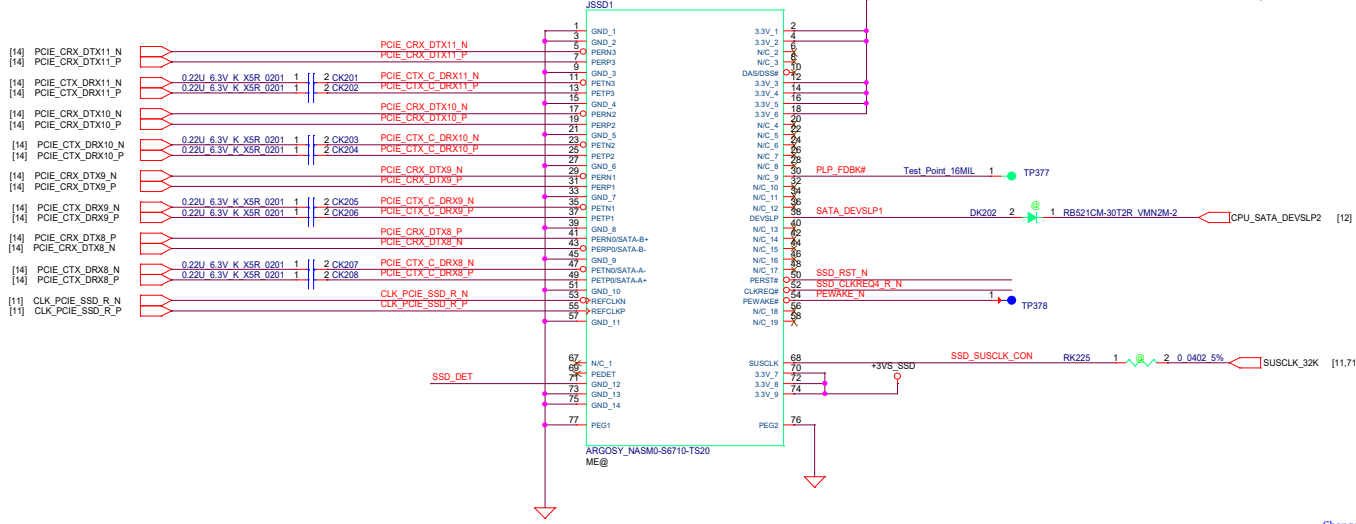 JSSD1
1 GND_1 3.3V_1 2
3 GND_2 3.3V_2 4
[14] PCIE_CRX_DTX11_N PCIE_CRX_DTX11_N 5 PERN3 N/C_2 6
[14] PCIE_CRX_DTX11_P PCIE_CRX_DTX11_P 7 PERP3 N/C_3 8
9 GND_3 DAS/DSS# 10
[14] PCIE_CTX_DRX11_N 0.22U_6.3V_K_X5R_0201 1 2 CK201 PCIE_CTX_C_DRX11_N 11 PETN3 3.3V_3 12
[14] PCIE_CTX_DRX11_P 0.22U_6.3V_K_X5R_0201 1 2 CK202 PCIE_CTX_C_DRX11_P 13 PETP3 3.3V_4 14
15 GND_4 3.3V_5 16
[14] PCIE_CRX_DTX10_N PCIE_CRX_DTX10_N 17 PERN2 3.3V_6 18
[14] PCIE_CRX_DTX10_P PCIE_CRX_DTX10_P 19 PERP2 N/C_4 20
21 GND_5 N/C_5 22
[14] PCIE_CTX_DRX10_N 0.22U_6.3V_K_X5R_0201 1 2 CK203 PCIE_CTX_C_DRX10_N 23 PETN2 N/C_6 24
[14] PCIE_CTX_DRX10_P 0.22U_6.3V_K_X5R_0201 1 2 CK204 PCIE_CTX_C_DRX10_P 25 PETP2 N/C_7 26
27 GND_6 N/C_8 28
[14] PCIE_CRX_DTX9_N PCIE_CRX_DTX9_N 29 PERN1 N/C_9 30 PLP_FDBK# Test_Point_16MIL 1 TP377
[14] PCIE_CRX_DTX9_P PCIE_CRX_DTX9_P 31 PERP1 N/C_10 32
33 GND_7 N/C_11 34
[14] PCIE_CTX_DRX9_N 0.22U_6.3V_K_X5R_0201 1 2 CK205 PCIE_CTX_C_DRX9_N 35 PETN1 N/C_12 36
@
[14] PCIE_CTX_DRX9_P 0.22U_6.3V_K_X5R_0201 1 2 CK206 PCIE_CTX_C_DRX9_P 37 PETP1 DEVSLP 38 SATA_DEVSLP1 DK202 2 1 RB521CM-30T2R_VMN2M-2 CPU_SATA_DEVSLP2 [12]
39 GND_8 N/C_13 40
[14] PCIE_CRX_DTX8_P PCIE_CRX_DTX8_P 41 PERN0/SATA-B+ N/C_14 42
[14] PCIE_CRX_DTX8_N PCIE_CRX_DTX8_N 43 PERP0/SATA-B- N/C_15 44
45 GND_9 N/C_16 46
[14] PCIE_CTX_DRX8_N 0.22U_6.3V_K_X5R_0201 1 2 CK207 PCIE_CTX_C_DRX8_N 47 PETN0/SATA-A- N/C_17 48
[14] PCIE_CTX_DRX8_P 0.22U_6.3V_K_X5R_0201 1 2 CK208 PCIE_CTX_C_DRX8_P 49 PETP0/SATA-A+ PERST# 50 SSD_RST_N
51 GND_10 CLKREQ# 52 SSD_CLKREQ4_R_N
[11] CLK_PCIE_SSD_R_N CLK_PCIE_SSD_R_N 53 REFCLKN PEWAKE# 54 PEWAKE_N 1 TP378
[11] CLK_PCIE_SSD_R_P CLK_PCIE_SSD_R_P 55 REFCLKP N/C_18 56
57 GND_11 N/C_19 58
67 N/C_1 SUSCLK 68 SSD_SUSCLK_CON RK225 1 @ 2 0_0402_5% SUSCLK_32K [11,71
69 PEDET 3.3V_7 70 +3VS_SSD
SSD_DET 71 GND_12 3.3V_8 72
73 GND_13 3.3V_9 74
75 GND_14
77 PEG1 PEG2 76
ARGOSY_NASM0-S6710-TS20
ME@